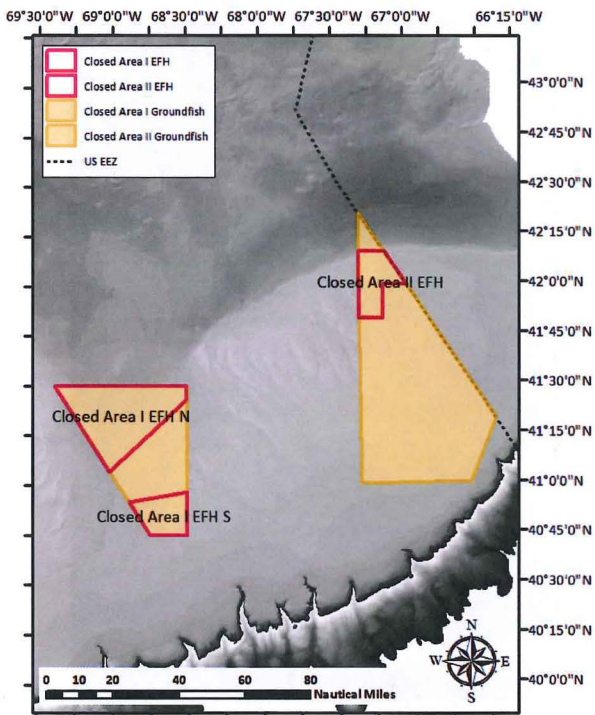 69°30'0"W 69°0'0"W 68°30'0"W 68°0'0"W 67°30'0"W 67°0'0"W 66°15'0"W
Closed Area I EFH
Closed Area II EFH
Closed Area I Groundfish
Closed Area II Groundfish
US EEZ
43°0'0"N
42°45'0"N
42°30'0"N
42°15'0"N
42°0'0"N
41°45'0"N
41°30'0"N
41°15'0"N
41°0'0"N
40°45'0"N
40°30'0"N
40°15'0"N
40°0'0"N
Closed Area II EFH
Closed Area I EFH N
Closed Area I EFH S
N
W E
S
0 10 20 40 60 80
Nautical Miles